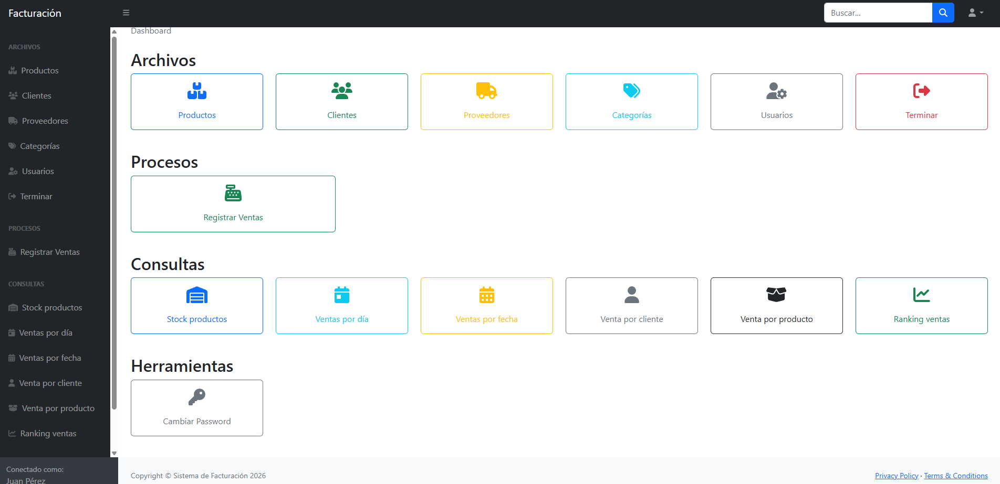 Facturación
Buscar...
ARCHIVOS
Productos
Clientes
Proveedores
Categorías
Usuarios
Terminar
PROCESOS
Registrar Ventas
CONSULTAS
Stock productos
Ventas por día
Ventas por fecha
Venta por cliente
Venta por producto
Ranking ventas
Conectado como:
Juan Pérez
Dashboard
Archivos
Productos
Clientes
Proveedores
Categorías
Usuarios
Terminar
Procesos
Registrar Ventas
Consultas
Stock productos
Ventas por día
Ventas por fecha
Venta por cliente
Venta por producto
Ranking ventas
Herramientas
Cambiar Password
Copyright © Sistema de Facturación 2026
Privacy Policy · Terms & Conditions